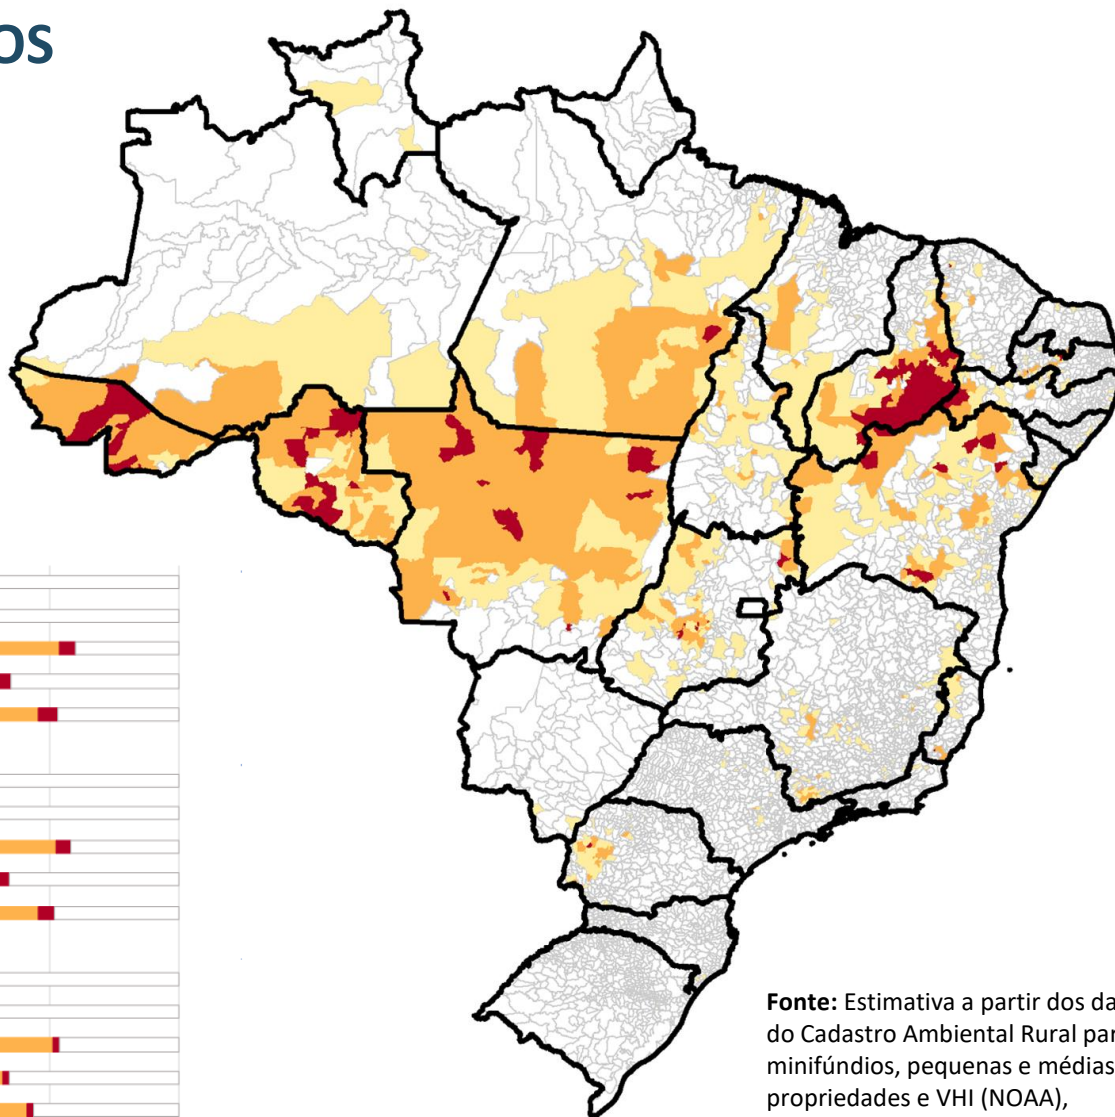 OS
Fonte: Estimativa a partir dos da
do Cadastro Ambiental Rural par
minifúndios, pequenas e médias
propriedades e VHI (NOAA),